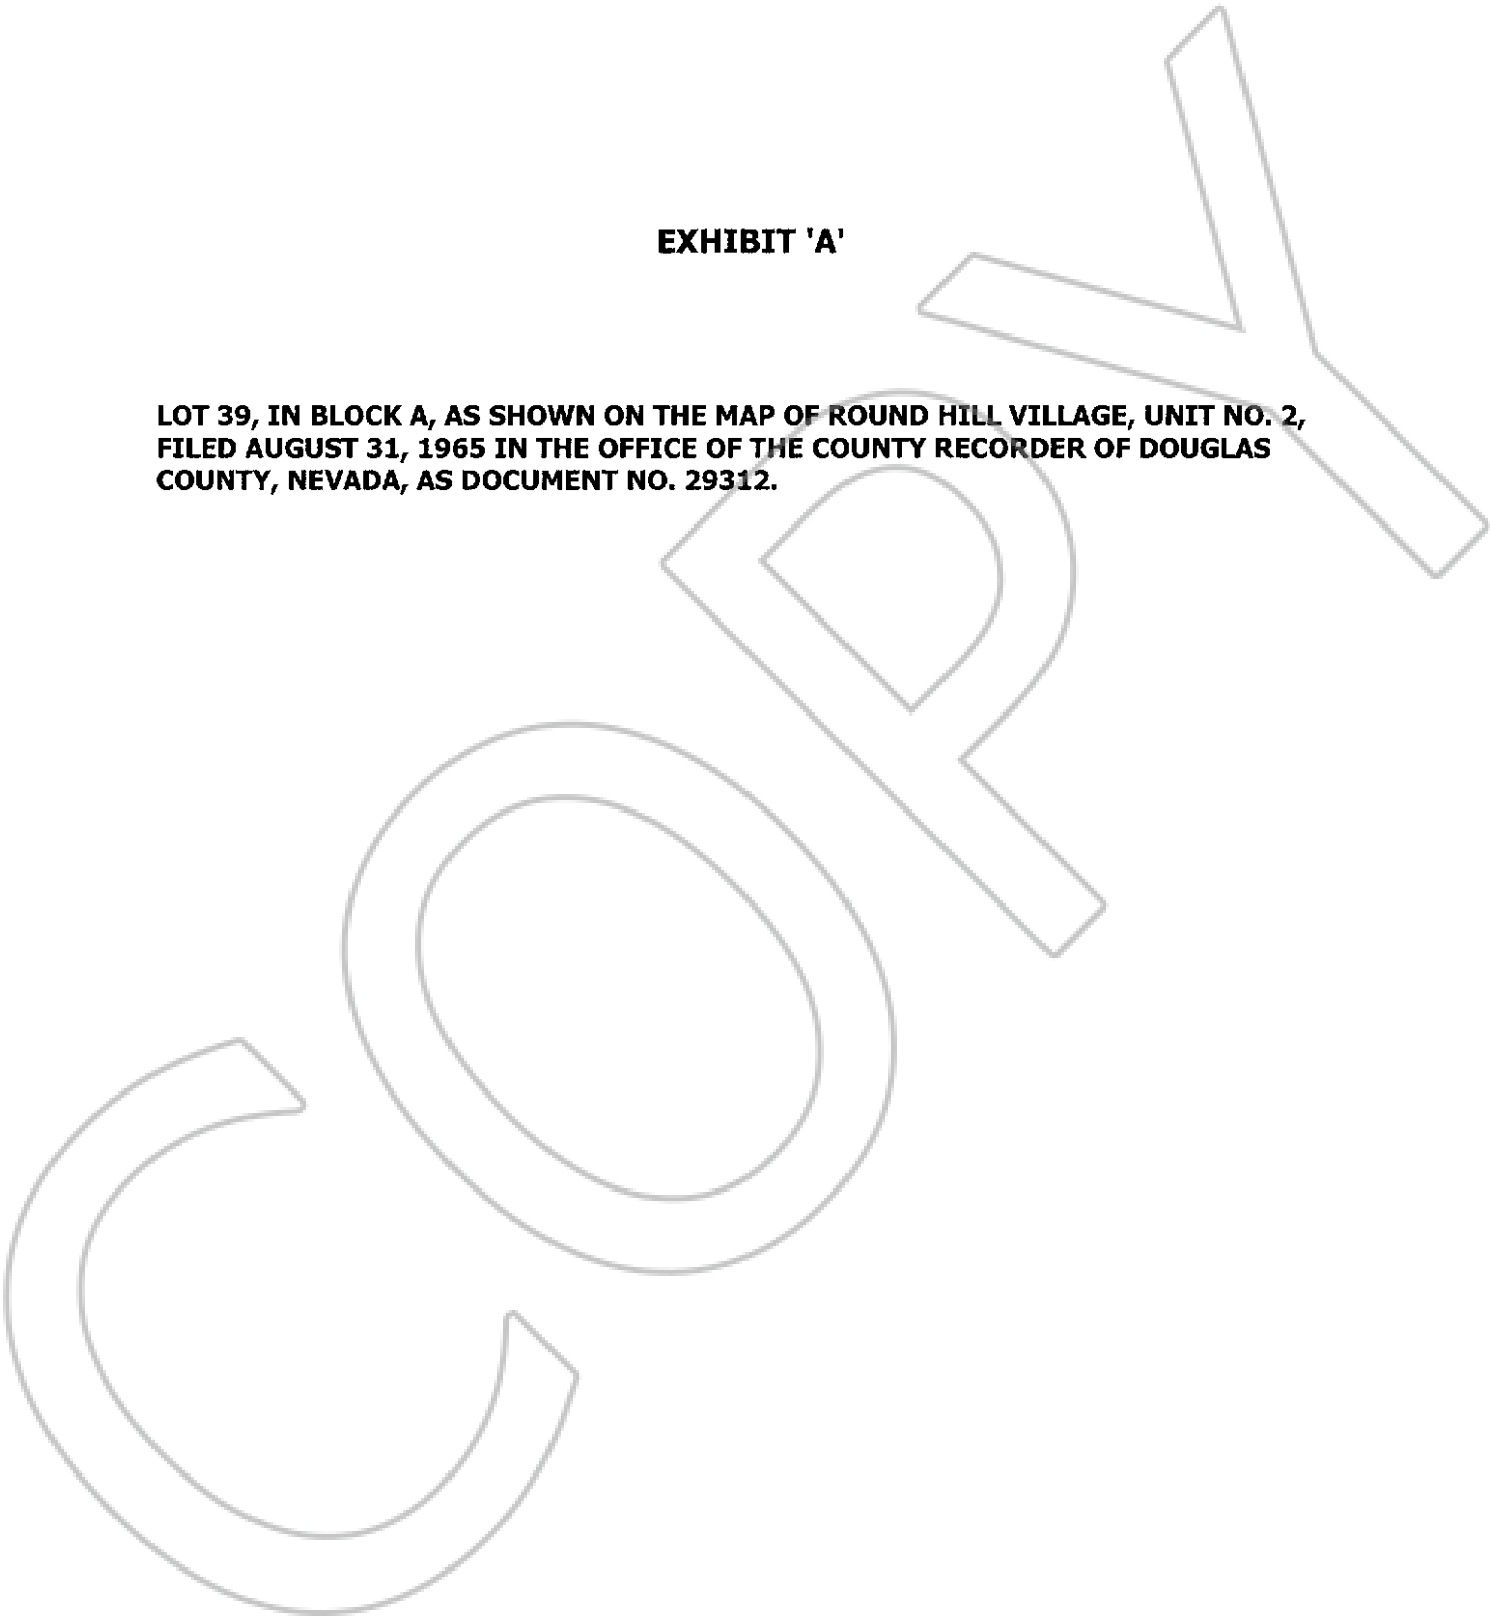 EXHIBIT 'A'
LOT 39, IN BLOCK A, AS SHOWN ON THE MAP OF ROUND HILL VILLAGE, UNIT NO. 2,
FILED AUGUST 31, 1965 IN THE OFFICE OF THE COUNTY RECORDER OF DOUGLAS
COUNTY, NEVADA, AS DOCUMENT NO. 29312.
COPY